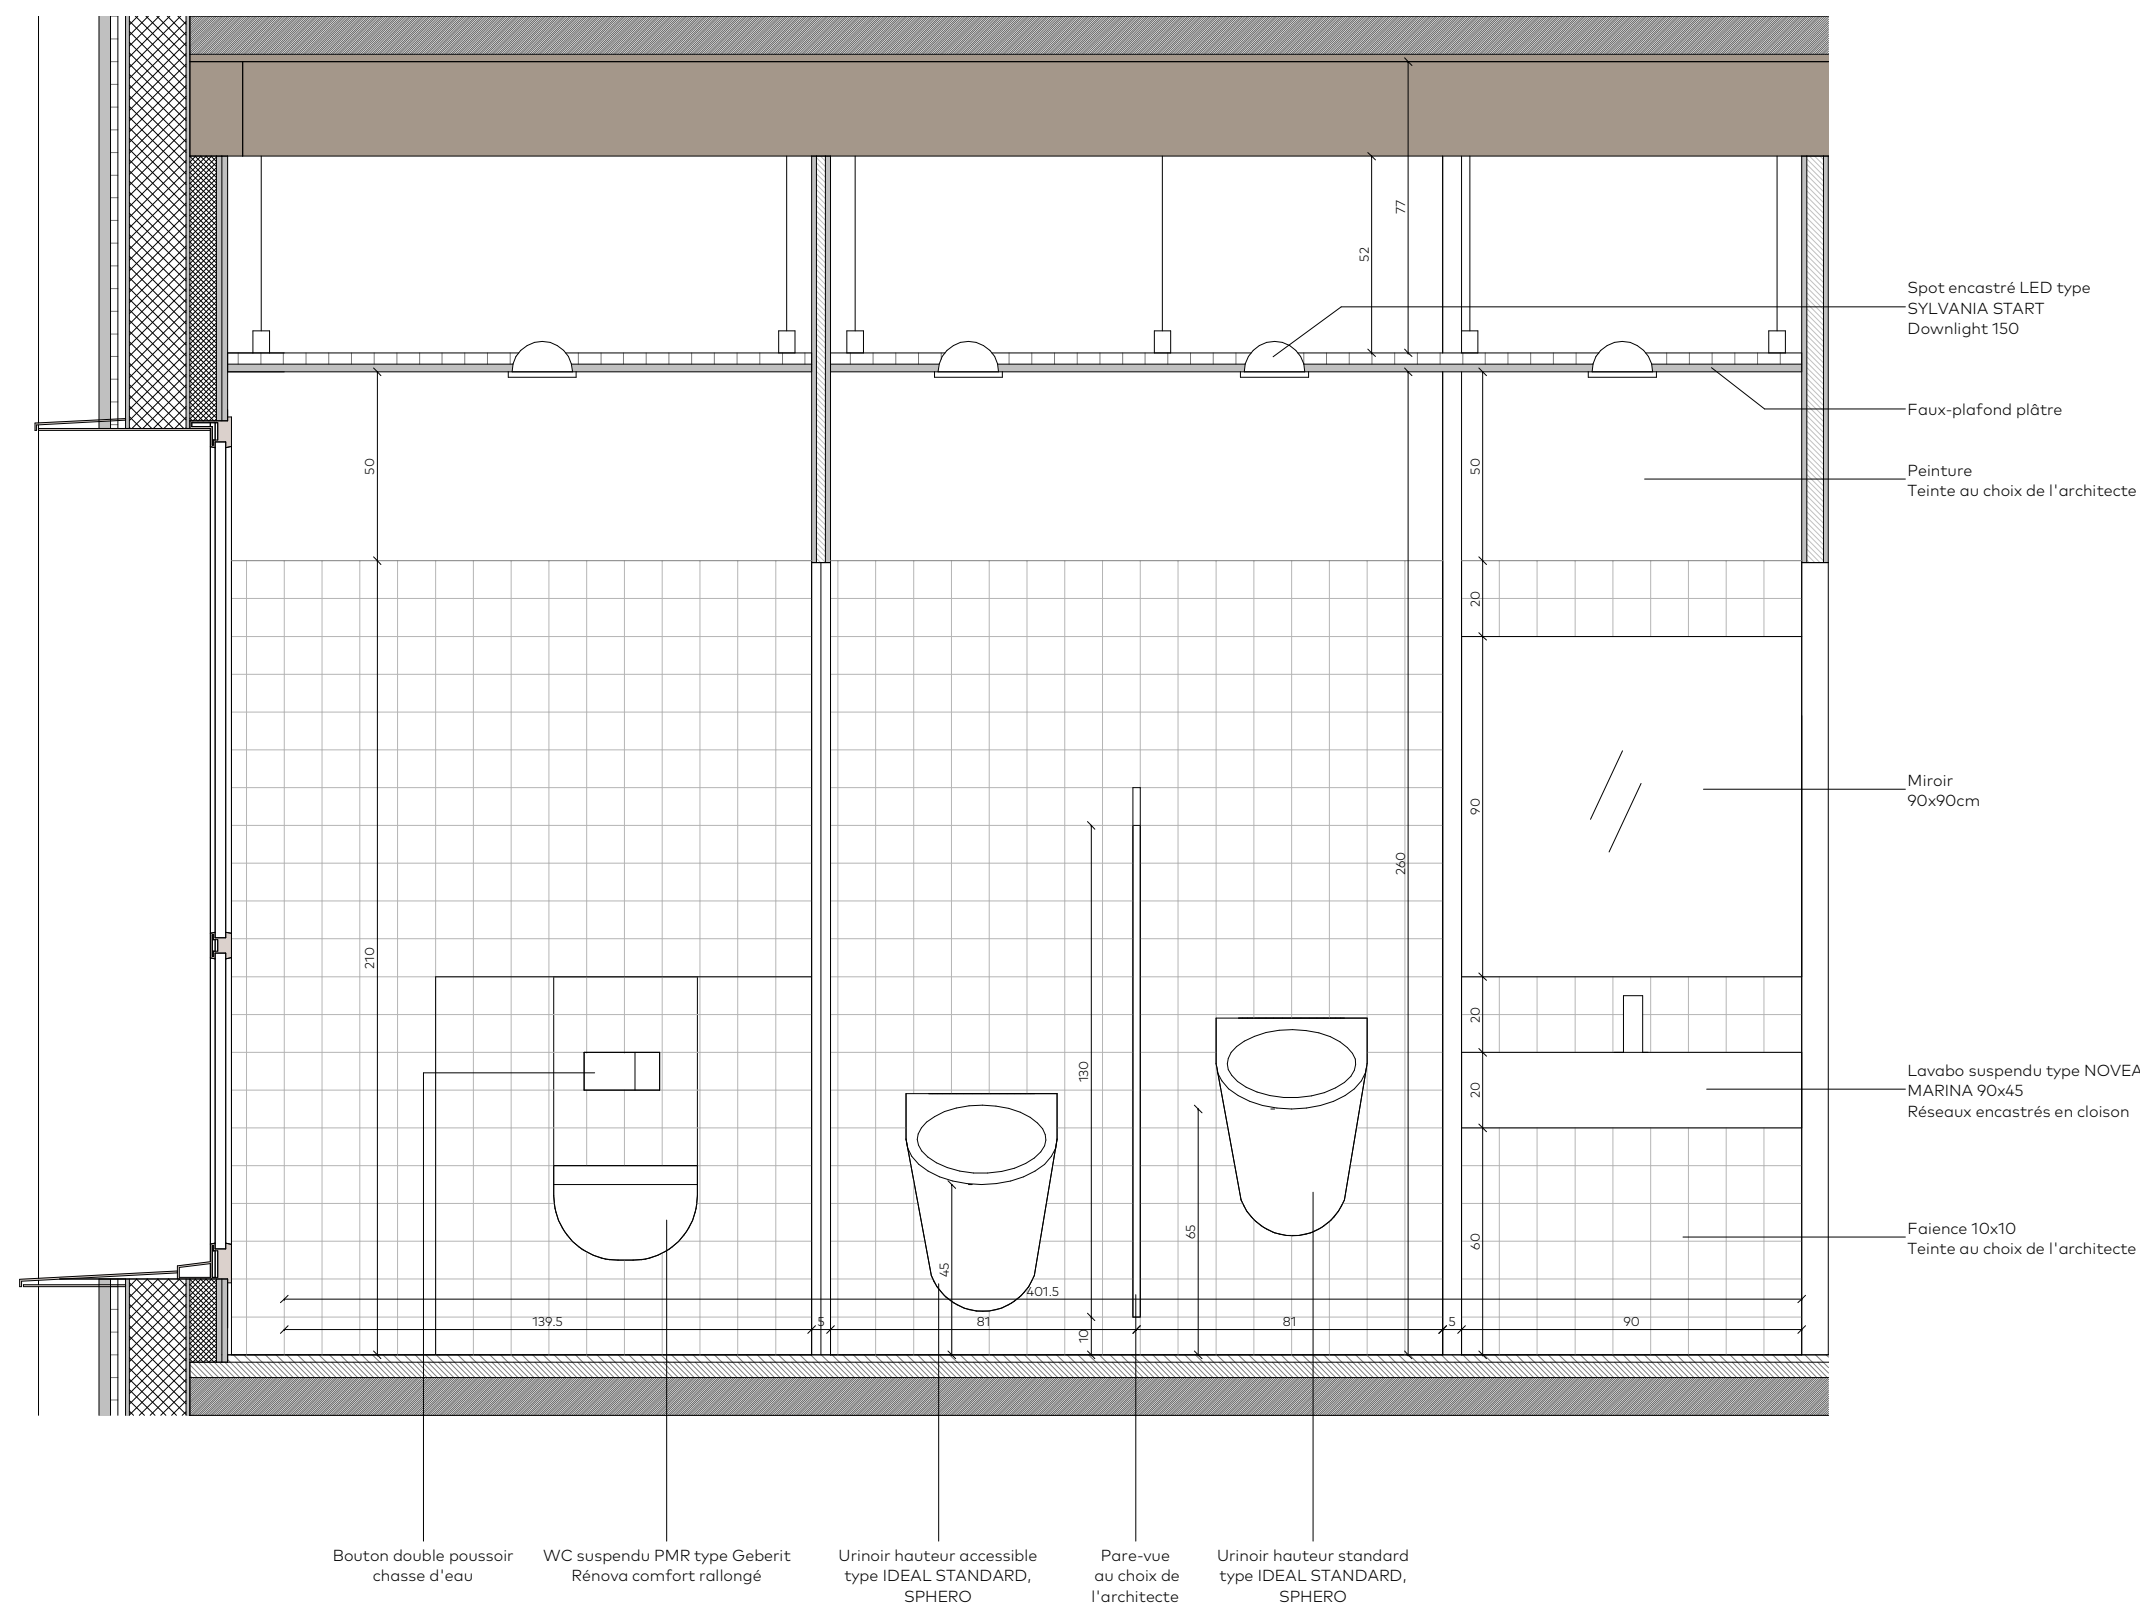 77
52
Spot encastré LED type
SYLVANIA START
Downlight 150
Faux-plafond plâtre
50
50
Peinture
Teinte au choix de l'architecte
20
Miroir
90x90cm
90
260
210
20
130
Lavabo suspendu type NOVEA
MARINA 90x45
Réseaux encastrés en cloison
20
65
60
Faience 10x10
Teinte au choix de l'architecte
45
401.5
139.5
5
81
10
81
5
90
Bouton double poussoir
chasse d'eau
WC suspendu PMR type Geberit
Rénova comfort rallongé
Urinoir hauteur accessible
type IDEAL STANDARD,
SPHERO
Pare-vue
au choix de
l'architecte
Urinoir hauteur standard
type IDEAL STANDARD,
SPHERO